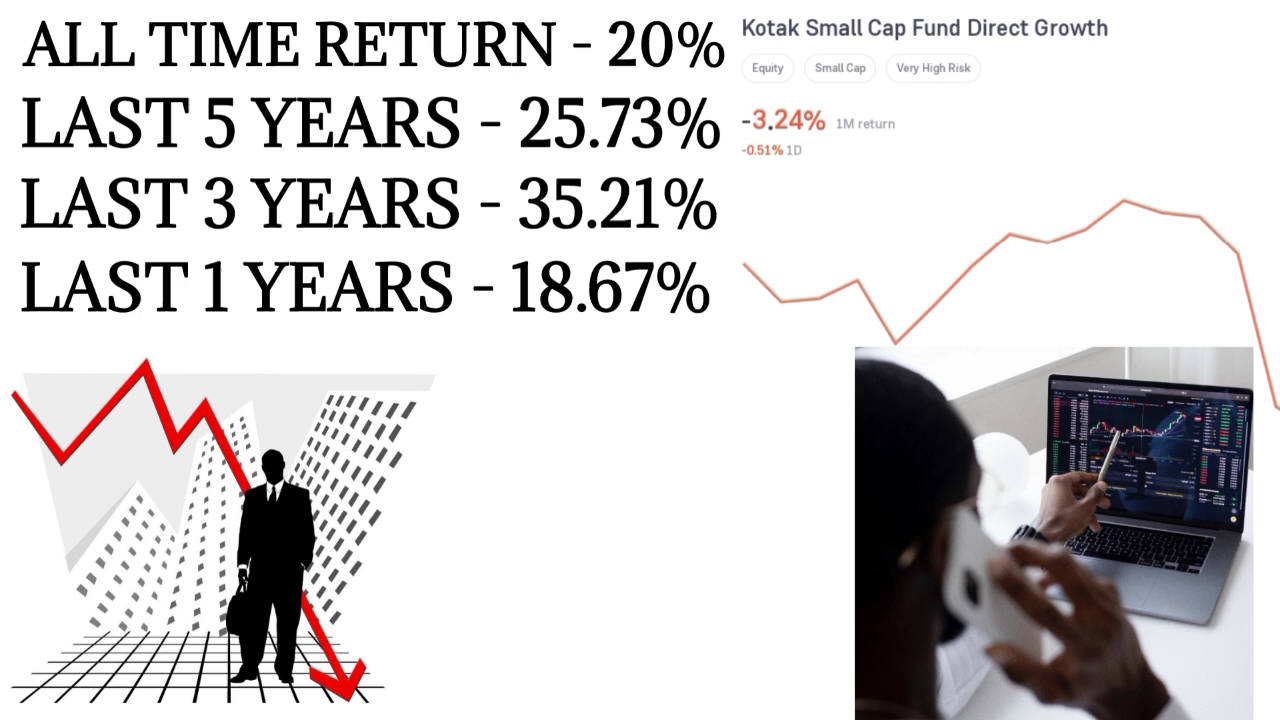 ALL TIME RETURN - 20%
LAST 5 YEARS - 25.73%
LAST 3 YEARS - 35.21%
LAST 1 YEARS - 18.67%
Kotak Small Cap Fund Direct Growth
Equity Small Cap Very High Risk
-3.24% 1M return
-0.51% 1D